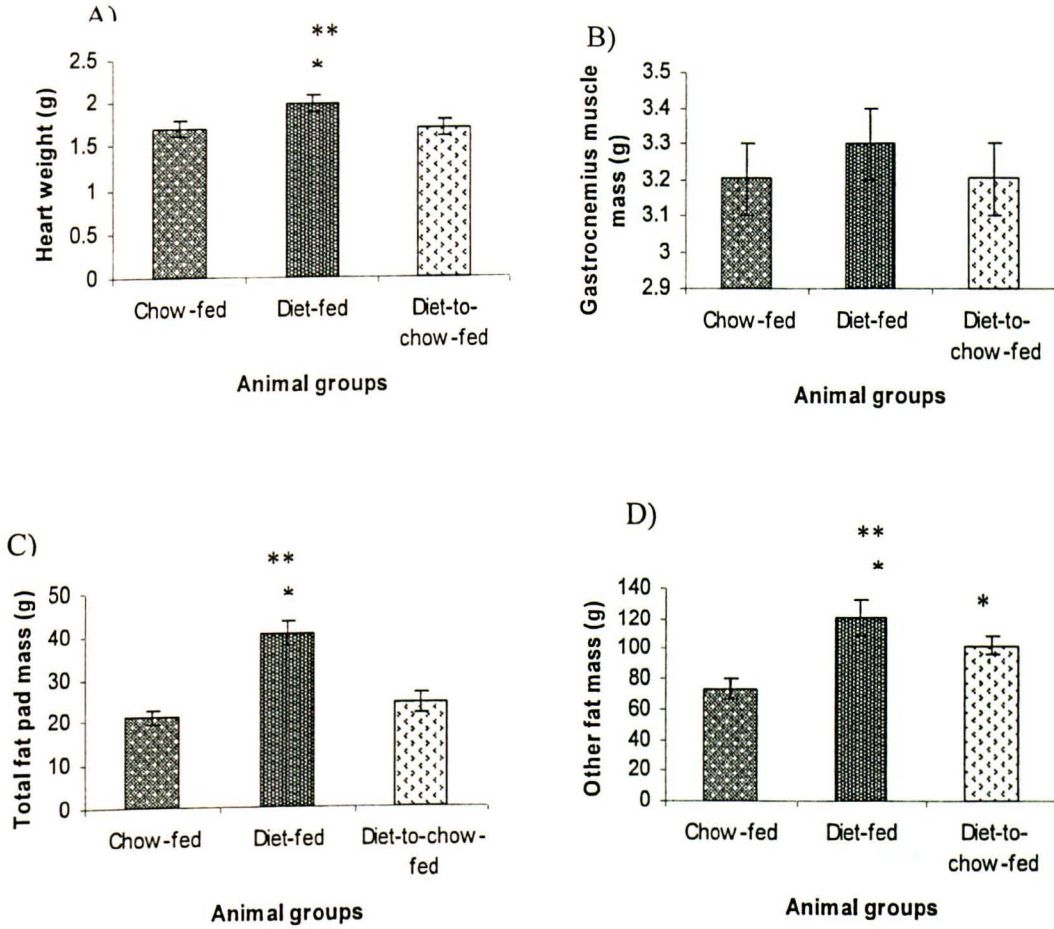 A)
**
*
2.5
2
1.5
1
0.5
0
Heart weight (g)
Chow-fed
Diet-fed
Diet-to-
chow-fed
Animal groups
B)
3.5
3.4
3.3
3.2
3.1
3
2.9
Gastrocnemius muscle
mass (g)
Chow-fed
Diet-fed
Diet-to-
chow-fed
Animal groups
C)
**
*
50
40
30
20
10
0
Total fat pad mass (g)
Chow-fed
Diet-fed
Diet-to-chow-
fed
Animal groups
D)
**
*
*
140
120
100
80
60
40
20
0
Other fat mass (g)
Chow-fed
Diet-fed
Diet-to-
chow-fed
Animal groups